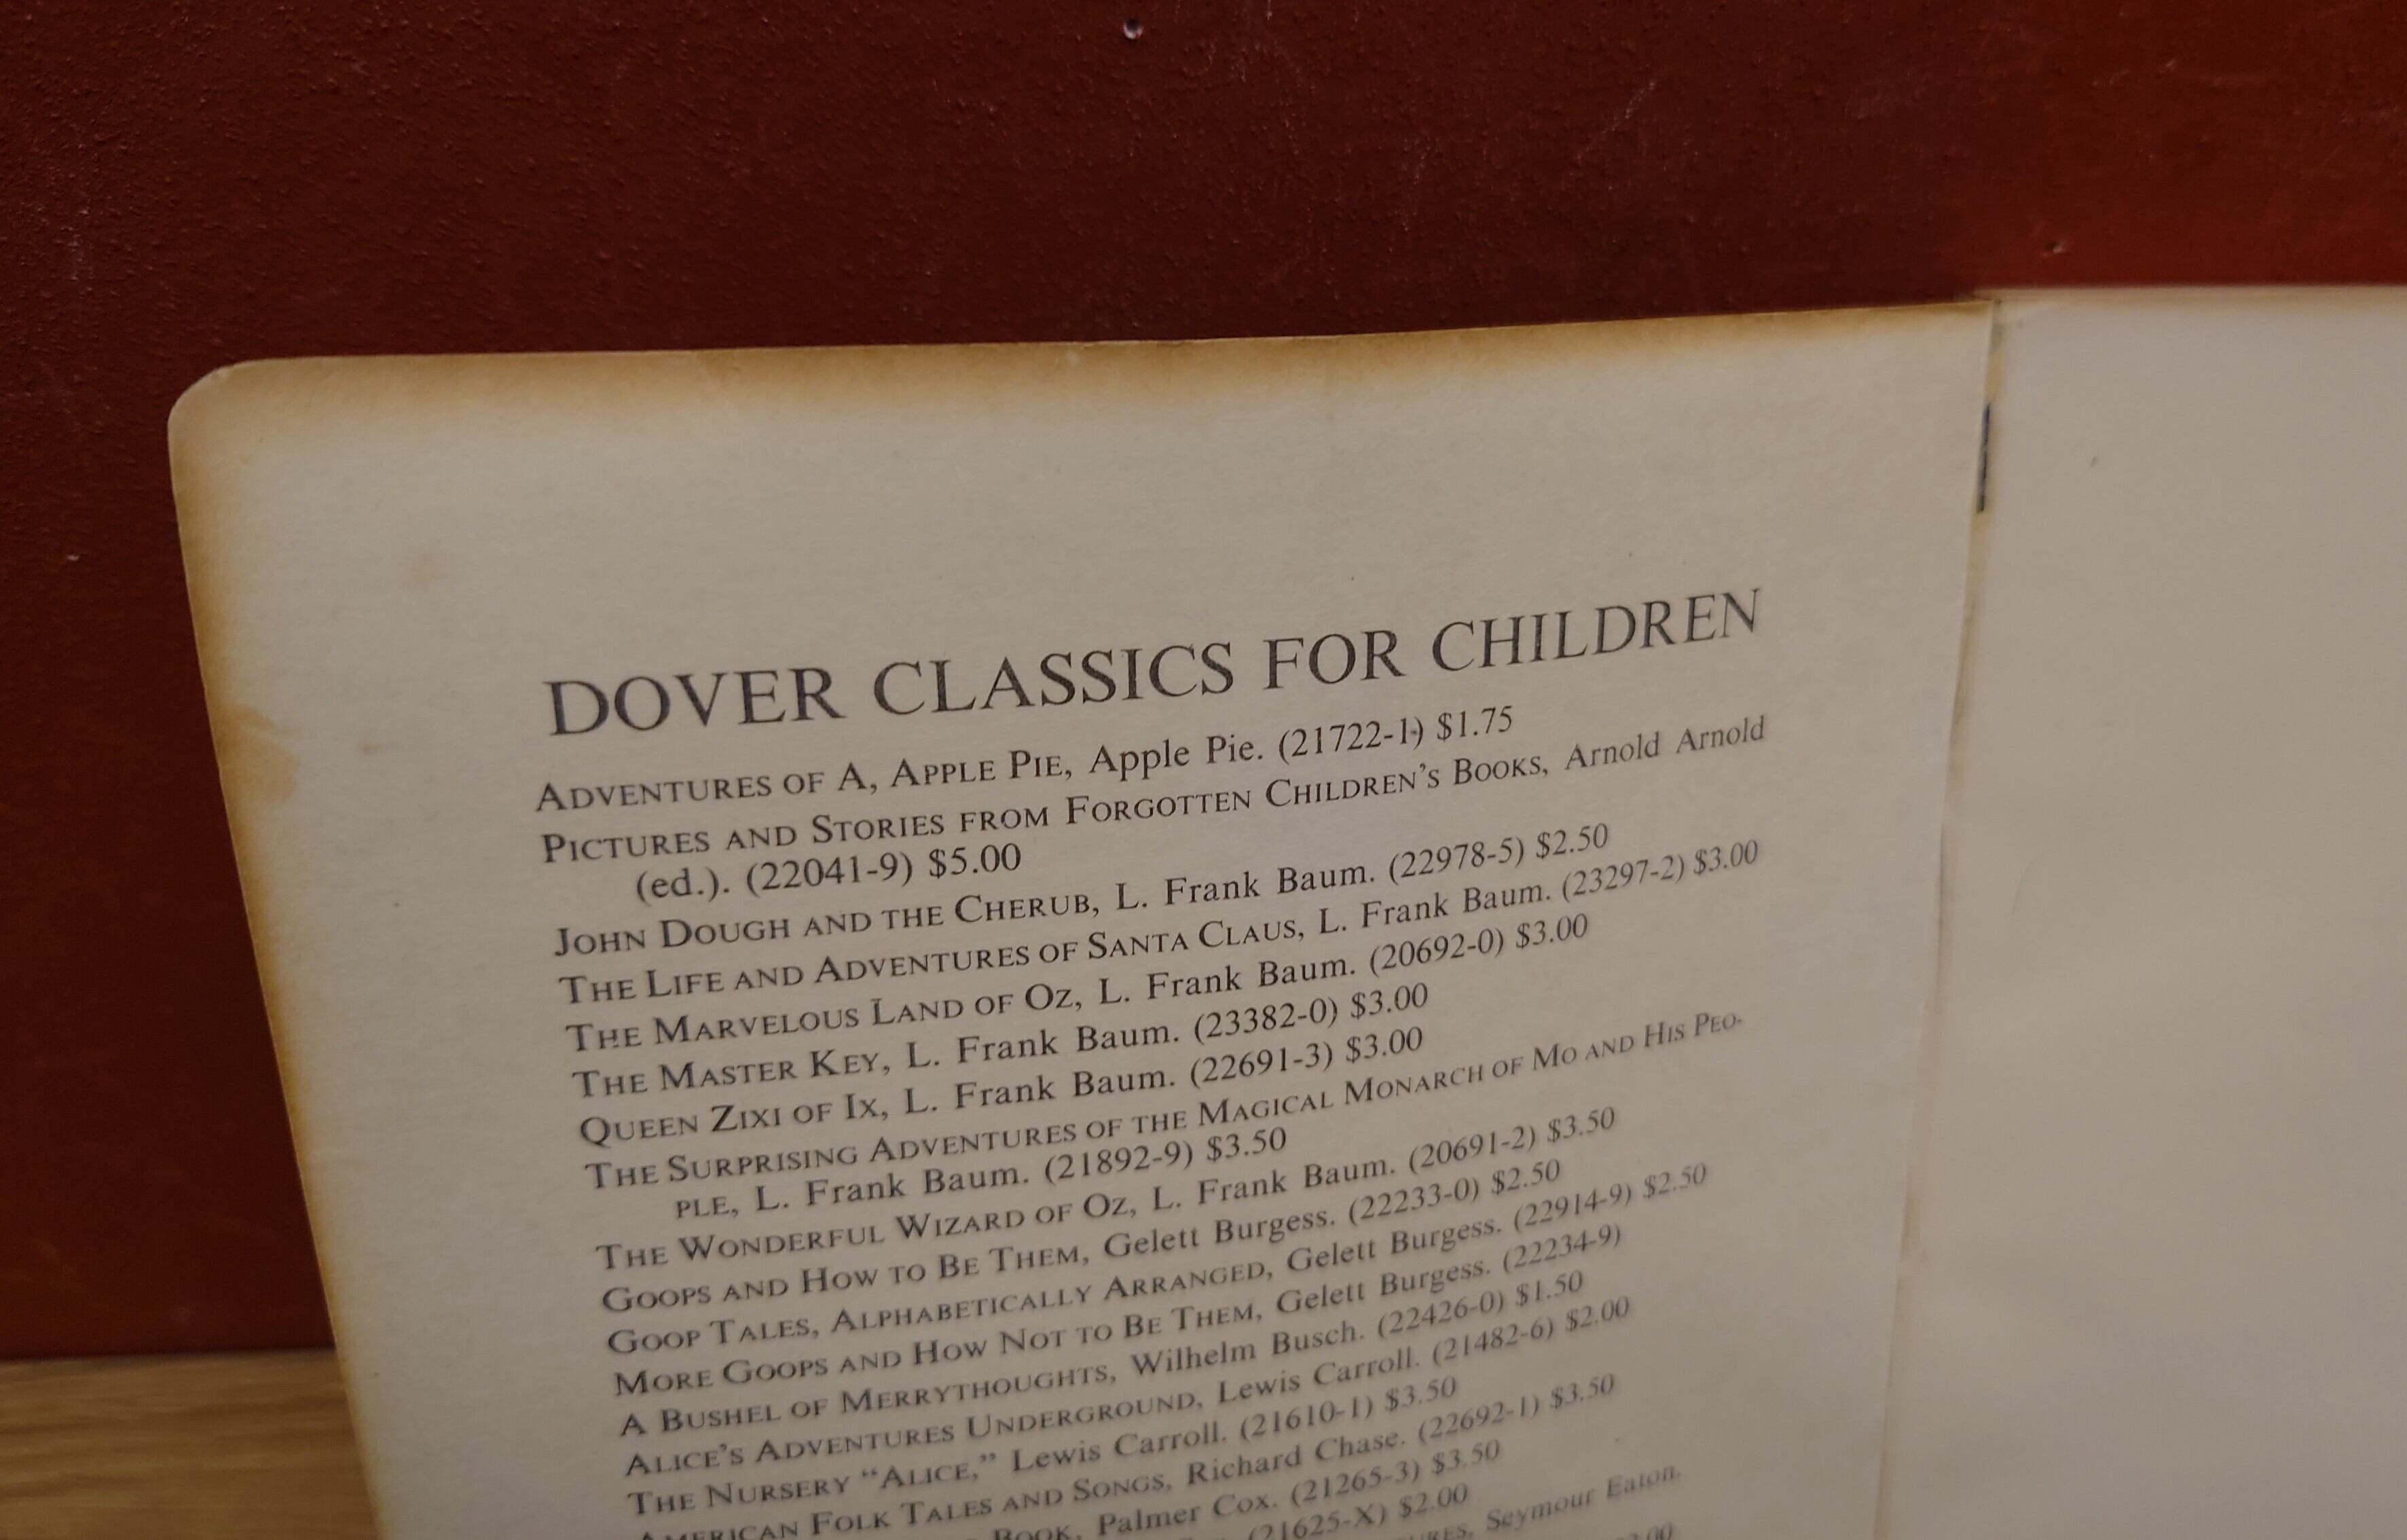 DOVER CLASSICS FOR CHILDREN
ADVENTURES OF A, APPLE PIE, Apple Pie. (21722-1) $1.75
PICTURES AND STORIES FROM FORGOTTEN CHILDREN'S BOOKS, Arnold Arnold
(ed.). (22041-9) $5.00
JOHN DOUGH AND THE CHERUB, L. Frank Baum. (22978-5) $2.50
THE LIFE AND ADVENTURES OF SANTA CLAUS, L. Frank Baum. (23297-2) $3.00
THE MARVELOUS LAND OF OZ, L. Frank Baum. (20692-0) $3.00
THE MASTER KEY, L. Frank Baum. (23382-0) $3.00
QUEEN ZIXI OF IX, L. Frank Baum. (22691-3) $3.00
THE SURPRISING ADVENTURES OF THE MAGICAL MONARCH OF MO AND HIS PEO-
PLE, L. Frank Baum. (21892-9) $3.50
THE WONDERFUL WIZARD OF OZ, L. Frank Baum. (20691-2) $3.50
GOOPS AND HOW TO BE THEM, Gelett Burgess. (22233-0) $2.50
GOOP TALES, ALPHABETICALLY ARRANGED, Gelett Burgess. (22914-9) $2.50
MORE GOOPS AND HOW NOT TO BE THEM, Gelett Burgess. (22234-9)
A BUSHEL OF MERRYTHOUGHTS, Wilhelm Busch. (22426-0) $1.50
ALICE'S ADVENTURES UNDERGROUND, Lewis Carroll. (21482-6) $2.00
THE NURSERY "ALICE," Lewis Carroll. (21610-1) $3.50
AMERICAN FOLK TALES AND SONGS, Richard Chase. (22692-1) $3.50
BOOK, Palmer Cox. (21265-3) $3.50
(21625-X) $2.00
Seymour Eaton.